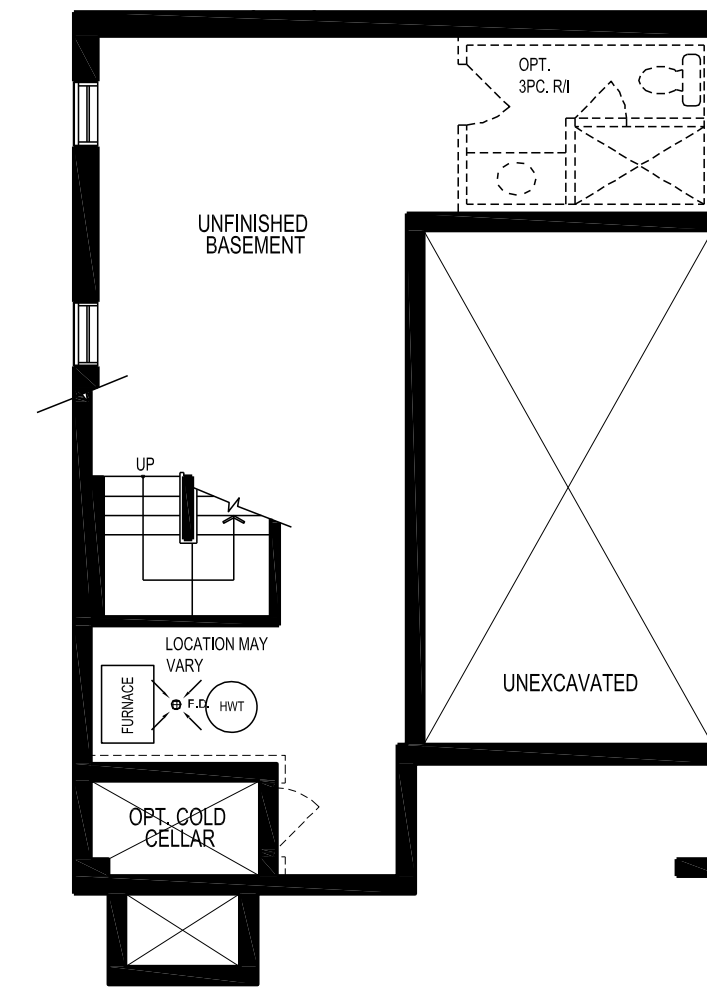 OPT.
3PC. R/I
UNFINISHED
BASEMENT
UP
LOCATION MAY
VARY
FURNACE
F.D.
HWT
UNEXCAVATED
OPT. COLD
CELLAR